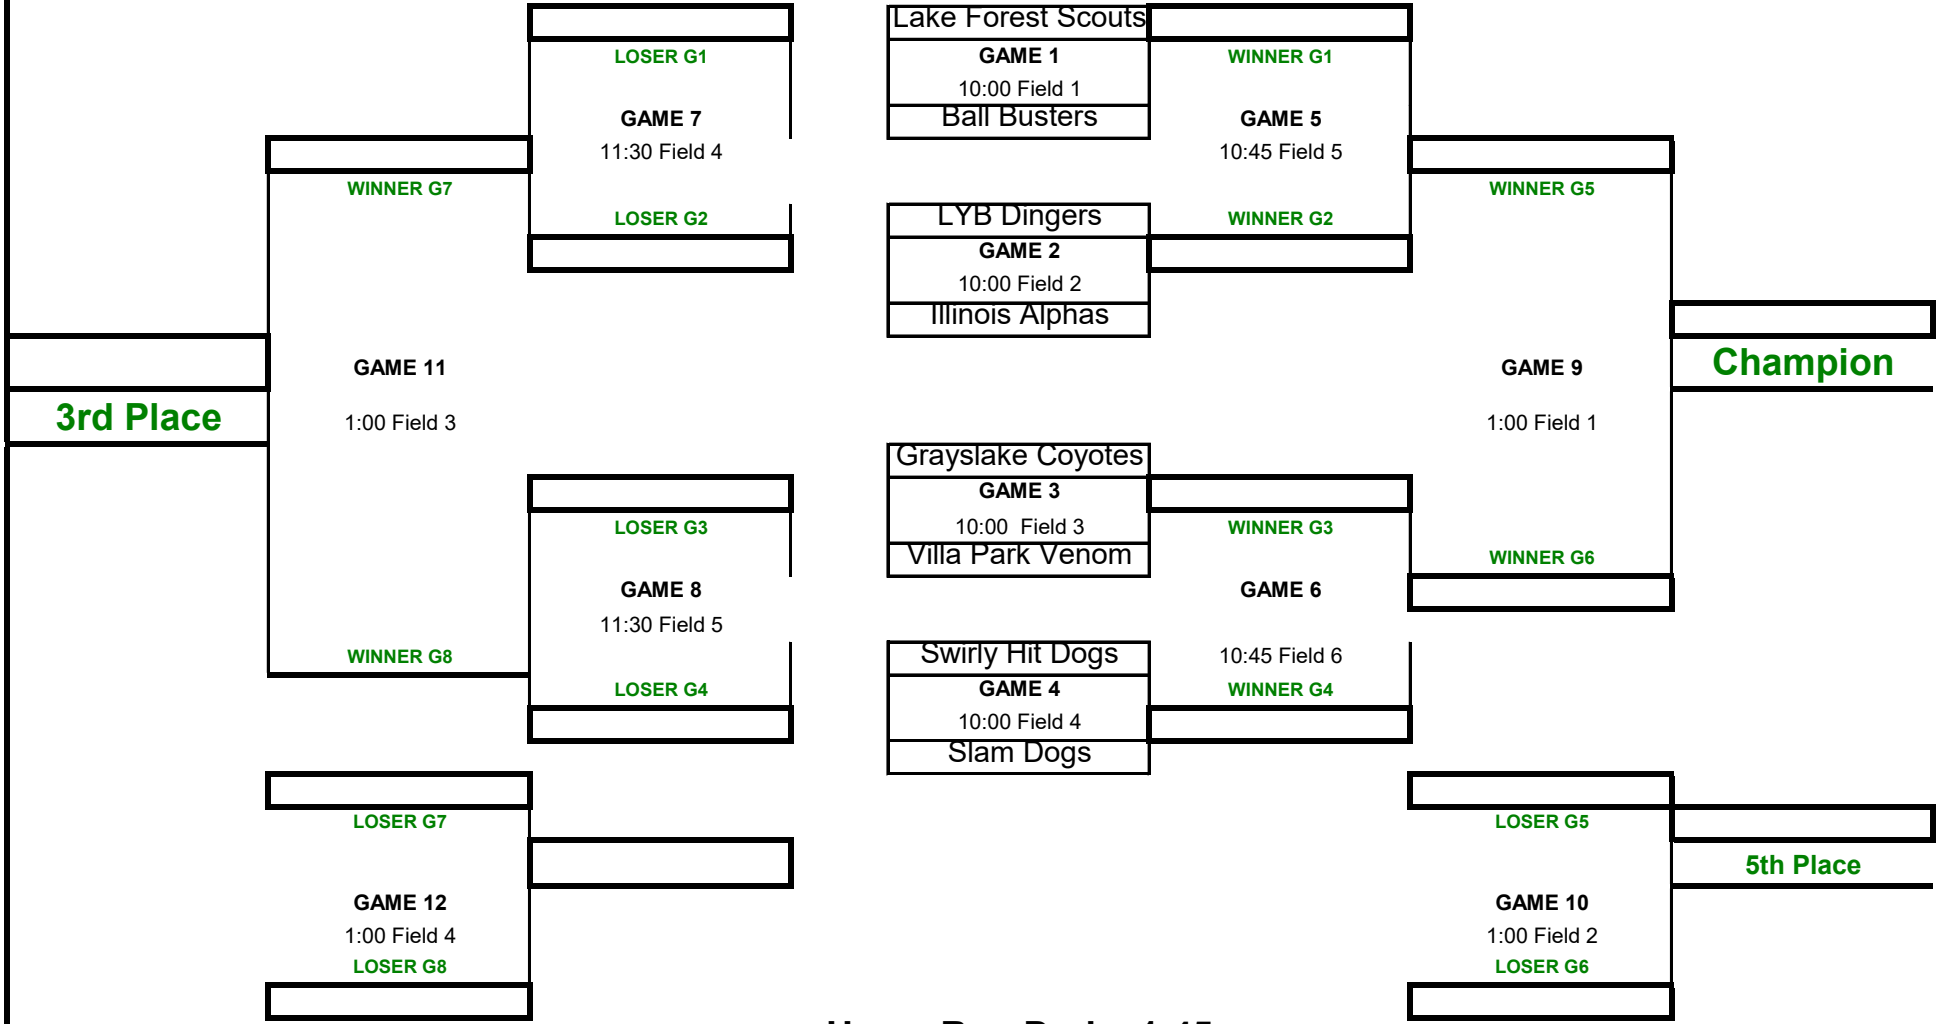 Lake Forest Scouts
LOSER G1
GAME 1
WINNER G1
10:00 Field 1
GAME 7
Ball Busters
GAME 5
11:30 Field 4
10:45 Field 5
WINNER G7
WINNER G5
LOSER G2
LYB Dingers
WINNER G2
GAME 2
10:00 Field 2
Illinois Alphas
GAME 11
GAME 9
Champion
3rd Place
1:00 Field 3
1:00 Field 1
Grayslake Coyotes
GAME 3
LOSER G3
10:00  Field 3
WINNER G3
Villa Park Venom
WINNER G6
GAME 8
GAME 6
11:30 Field 5
WINNER G8
Swirly Hit Dogs
10:45 Field 6
LOSER G4
GAME 4
WINNER G4
10:00 Field 4
Slam Dogs
LOSER G7
LOSER G5
5th Place
GAME 12
GAME 10
1:00 Field 4
1:00 Field 2
LOSER G8
LOSER G6